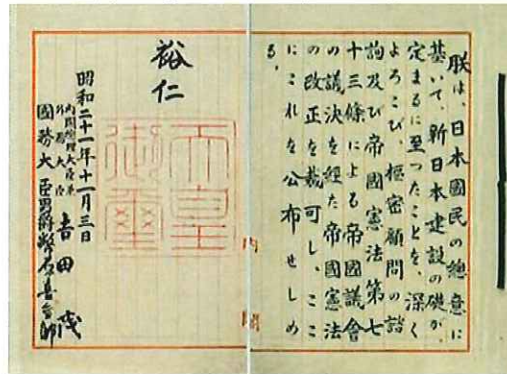 朕は、日本國民の總意に
基いて、新日本建設の礎が、
定まるに至つたことを、深く
よろこび、樞密顧問の諮
詢及び帝國憲法第七
十三條による帝國議會
の議決を経た帝國憲法
の改正を裁可し、ここ
にこれを公布せしめ
る。
裕仁
天皇
御璽
内閣
昭和二十一年十一月三日
内閣總理大臣兼
外務大臣
吉田茂
國務大臣男爵幣原喜重郎